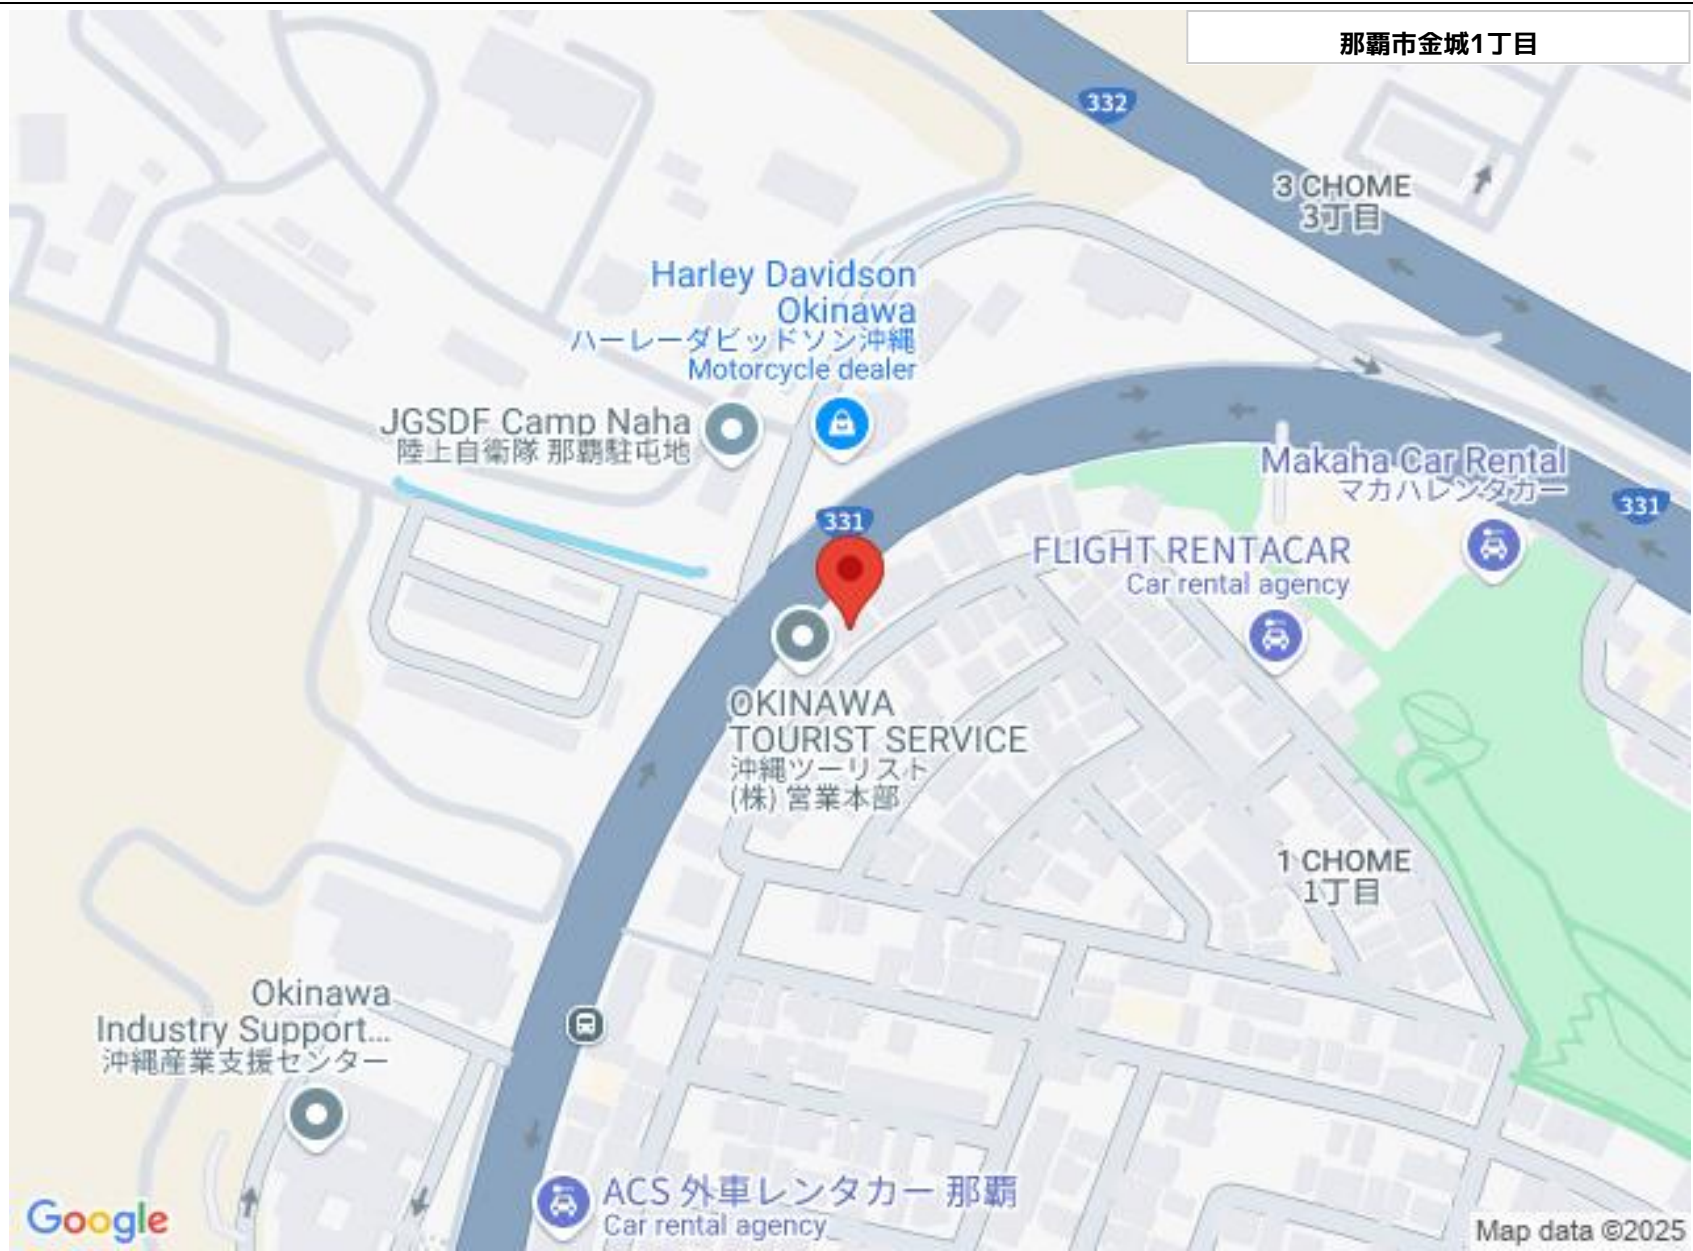 那覇市金城1丁目
332
3 CHOME
3丁目
Harley Davidson
Okinawa
ハーレーダビッドソン沖縄
Motorcycle dealer
JGSDF Camp Naha
陸上自衛隊 那覇駐屯地
Makaha Car Rental
マカハレンタカー
331
331
FLIGHT RENTACAR
Car rental agency
OKINAWA
TOURIST SERVICE
沖縄ツーリスト
(株) 営業本部
1 CHOME
1丁目
Okinawa
Industry Support...
沖縄産業支援センター
ACS 外車レンタカー 那覇
Car rental agency
Google
Map data ©2025